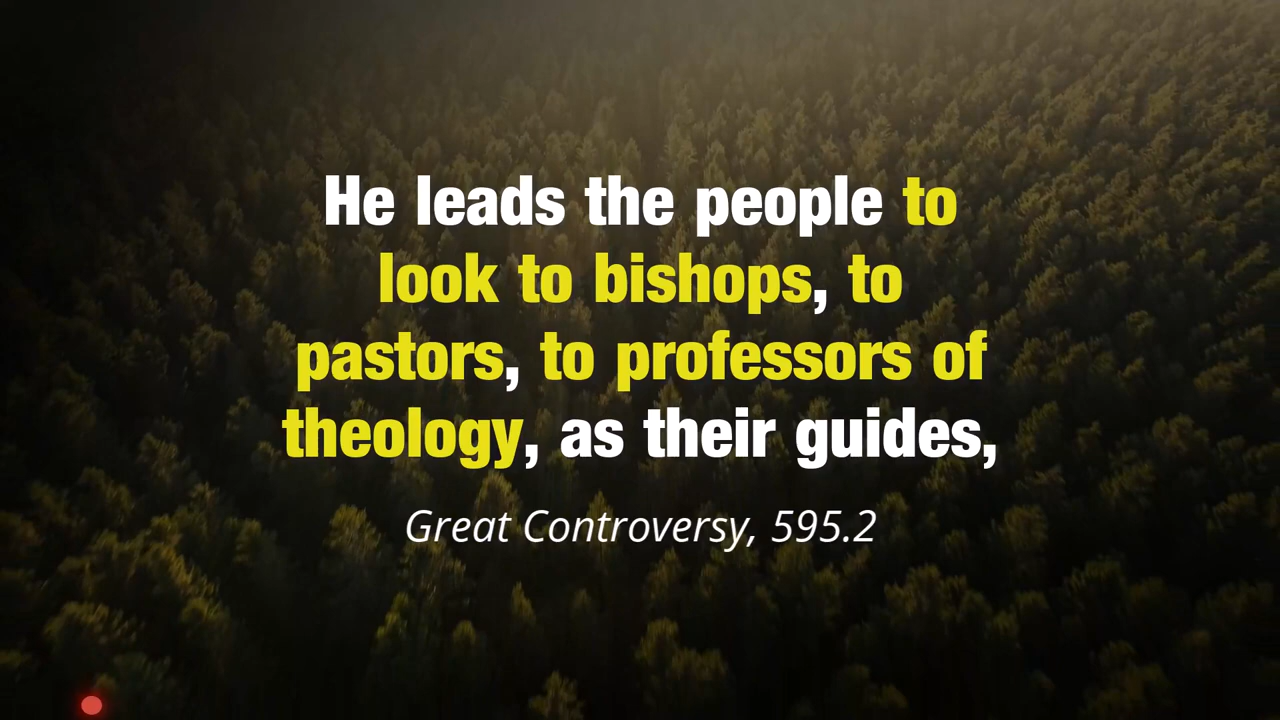 He leads the people to
look to bishops, to
pastors, to professors of
theology, as their guides,
Great Controversy, 595.2